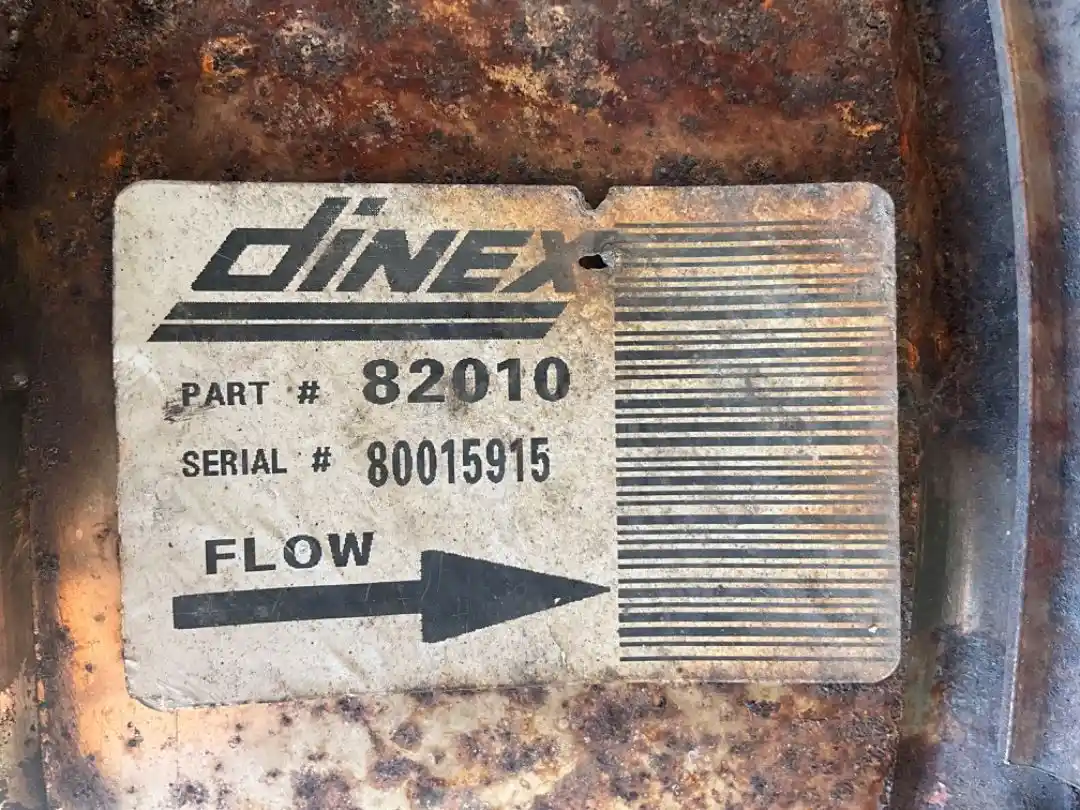 dINEX
PART # 82010
SERIAL # 80015915
FLOW